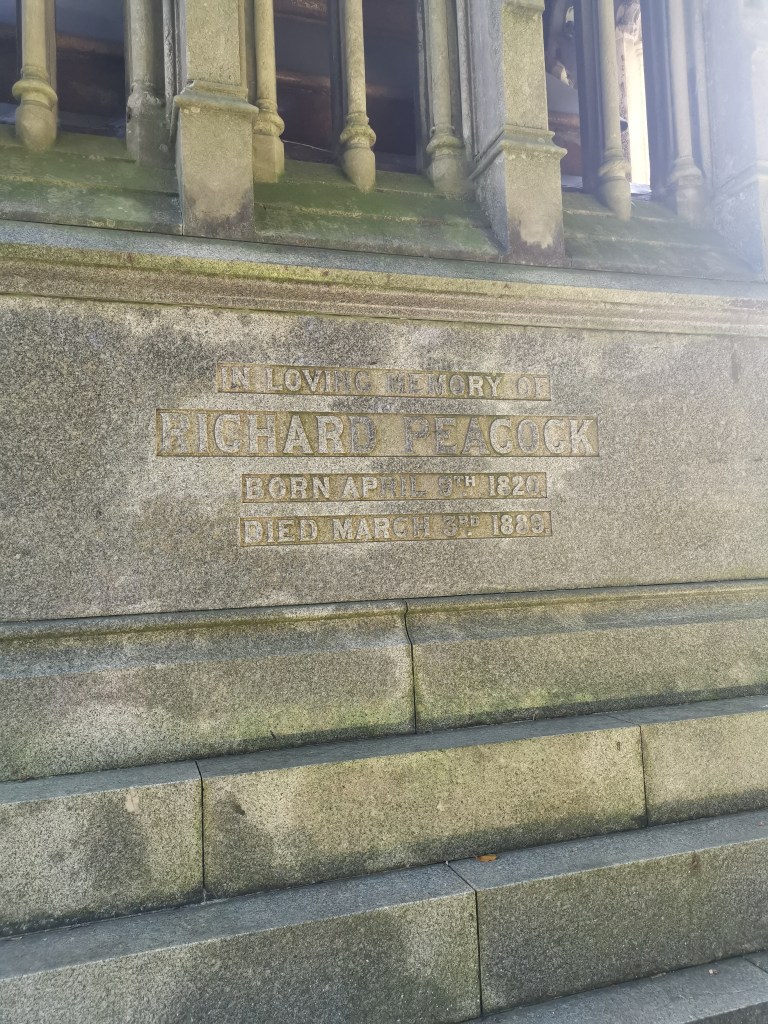 IN LOVING MEMORY OF
RICHARD PEACOCK
BORN APRIL 9TH 1820.
DIED MARCH 3RD 1889.